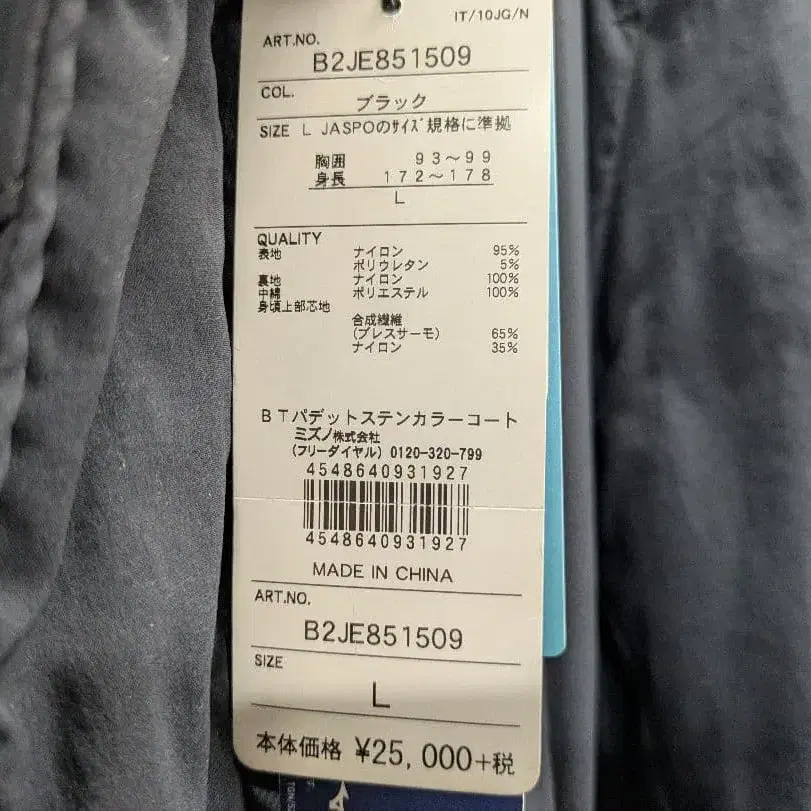 IT/10JG/N
ART.NO.
B2JE851509
COL.
ブラック
SIZE L JASPOのｻｲｽﾞ規格に準拠
胸囲 93～99
身長 172～178
L
QUALITY
表地 ナイロン 95%
ポリウレタン 5%
裏地 ナイロン 100%
中綿 ポリエステル 100%
身頃上部芯地
合成繊維
(ブレスサーモ) 65%
ナイロン 35%
BTパデットステンカラーコート
ミズノ株式会社
(フリーダイヤル) 0120-320-799
4548640931927
4548640931927
MADE IN CHINA
ART.NO.
B2JE851509
SIZE
L
本体価格 ¥25,000+税